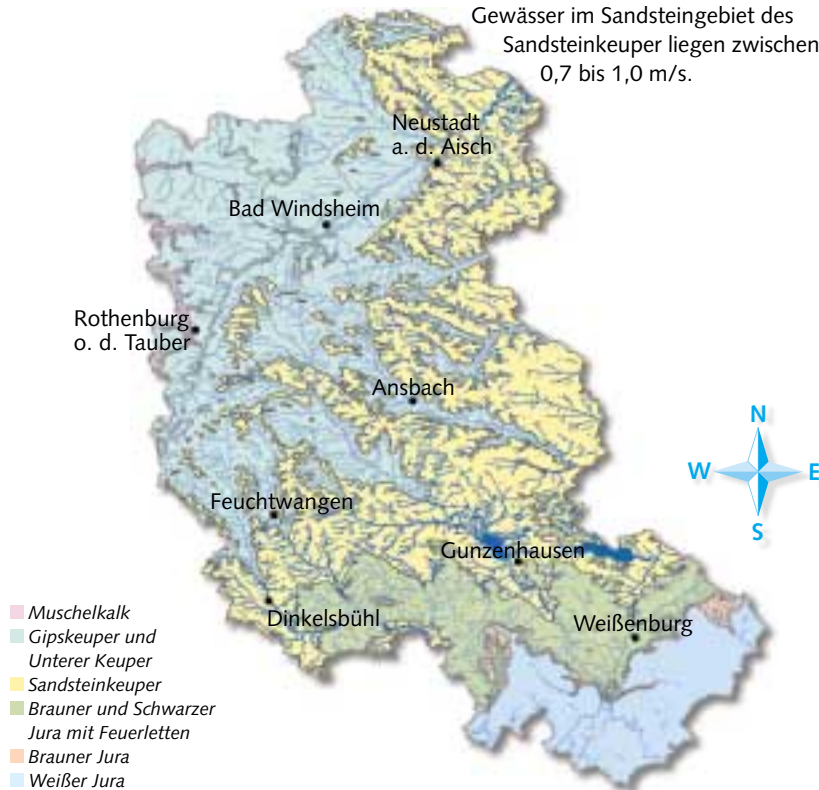 Gewässer im Sandsteingebiet des
Sandsteinkeuper liegen zwischen
0,7 bis 1,0 m/s.
Neustadt
a. d. Aisch
Bad Windsheim
Rothenburg
o. d. Tauber
Ansbach
N
W
E
S
Feuchtwangen
Gunzenhausen
Dinkelsbühl
Weißenburg
Muschelkalk
Gipskeuper und
Unterer Keuper
Sandsteinkeuper
Brauner und Schwarzer
Jura mit Feuerletten
Brauner Jura
Weißer Jura